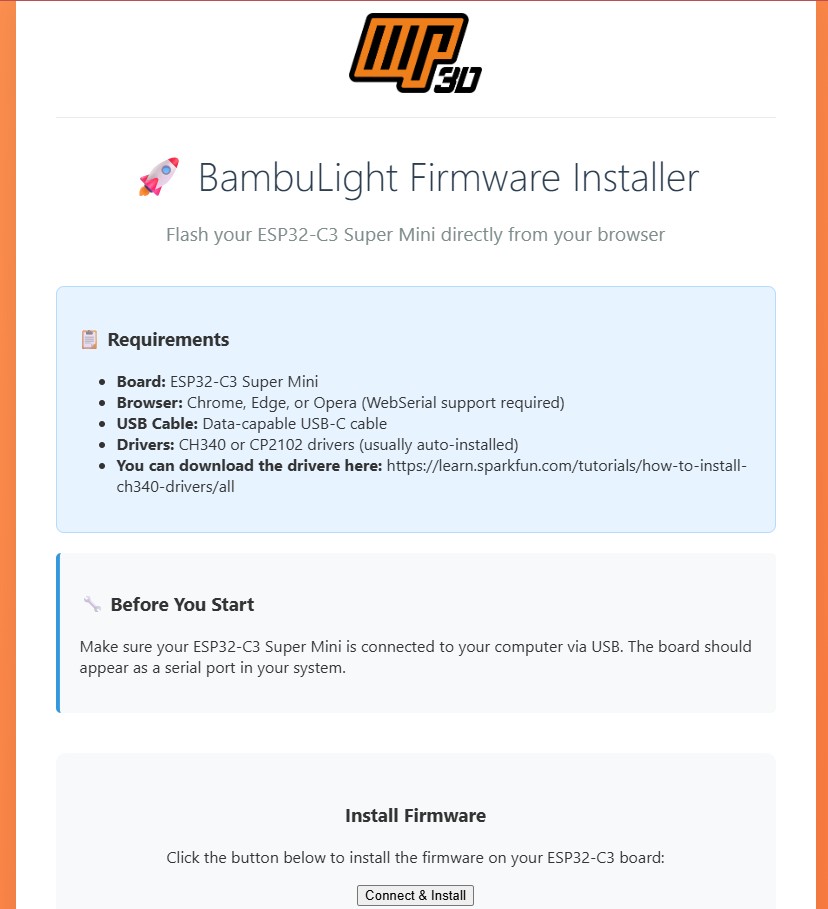 MP
3D
BambuLight Firmware Installer
Flash your ESP32-C3 Super Mini directly from your browser
Requirements
Board: ESP32-C3 Super Mini
Browser: Chrome, Edge, or Opera (WebSerial support required)
USB Cable: Data-capable USB-C cable
Drivers: CH340 or CP2102 drivers (usually auto-installed)
You can download the drivere here: https://learn.sparkfun.com/tutorials/how-to-install-
ch340-drivers/all
Before You Start
Make sure your ESP32-C3 Super Mini is connected to your computer via USB. The board should
appear as a serial port in your system.
Install Firmware
Click the button below to install the firmware on your ESP32-C3 board:
Connect & Install